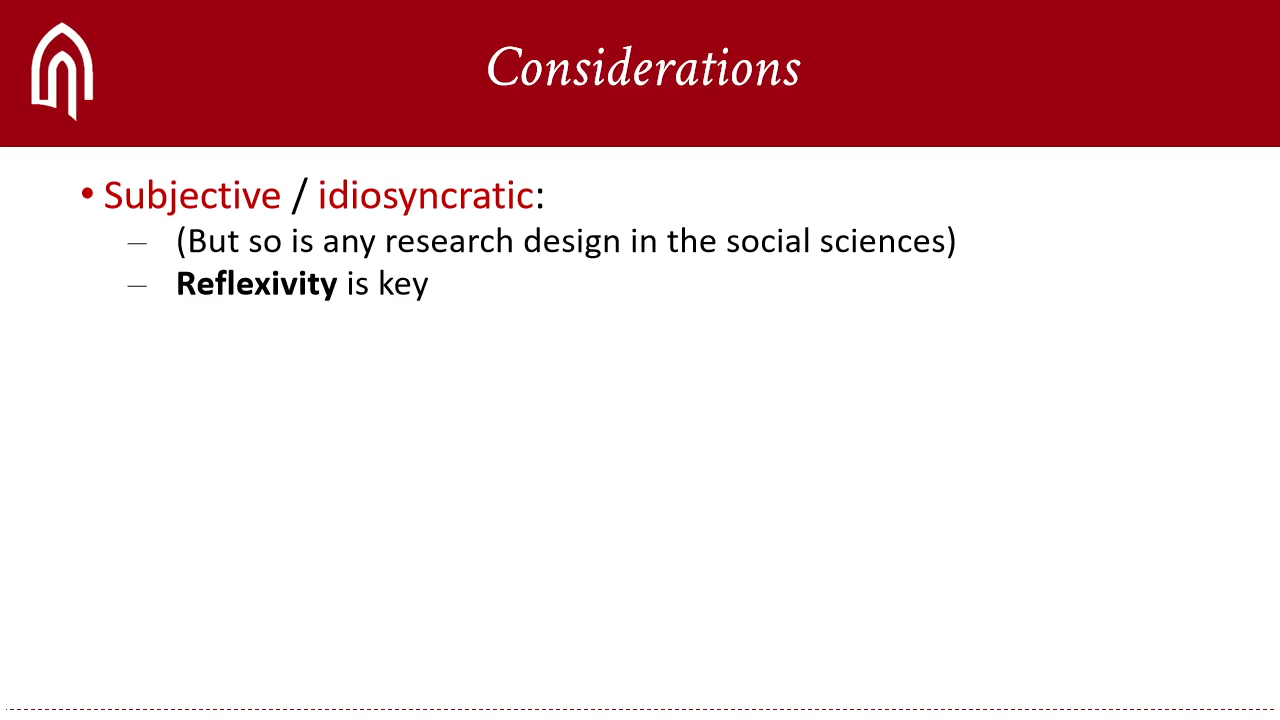 Considerations
• Subjective / idiosyncratic:
– (But so is any research design in the social sciences)
– Reflexivity is key